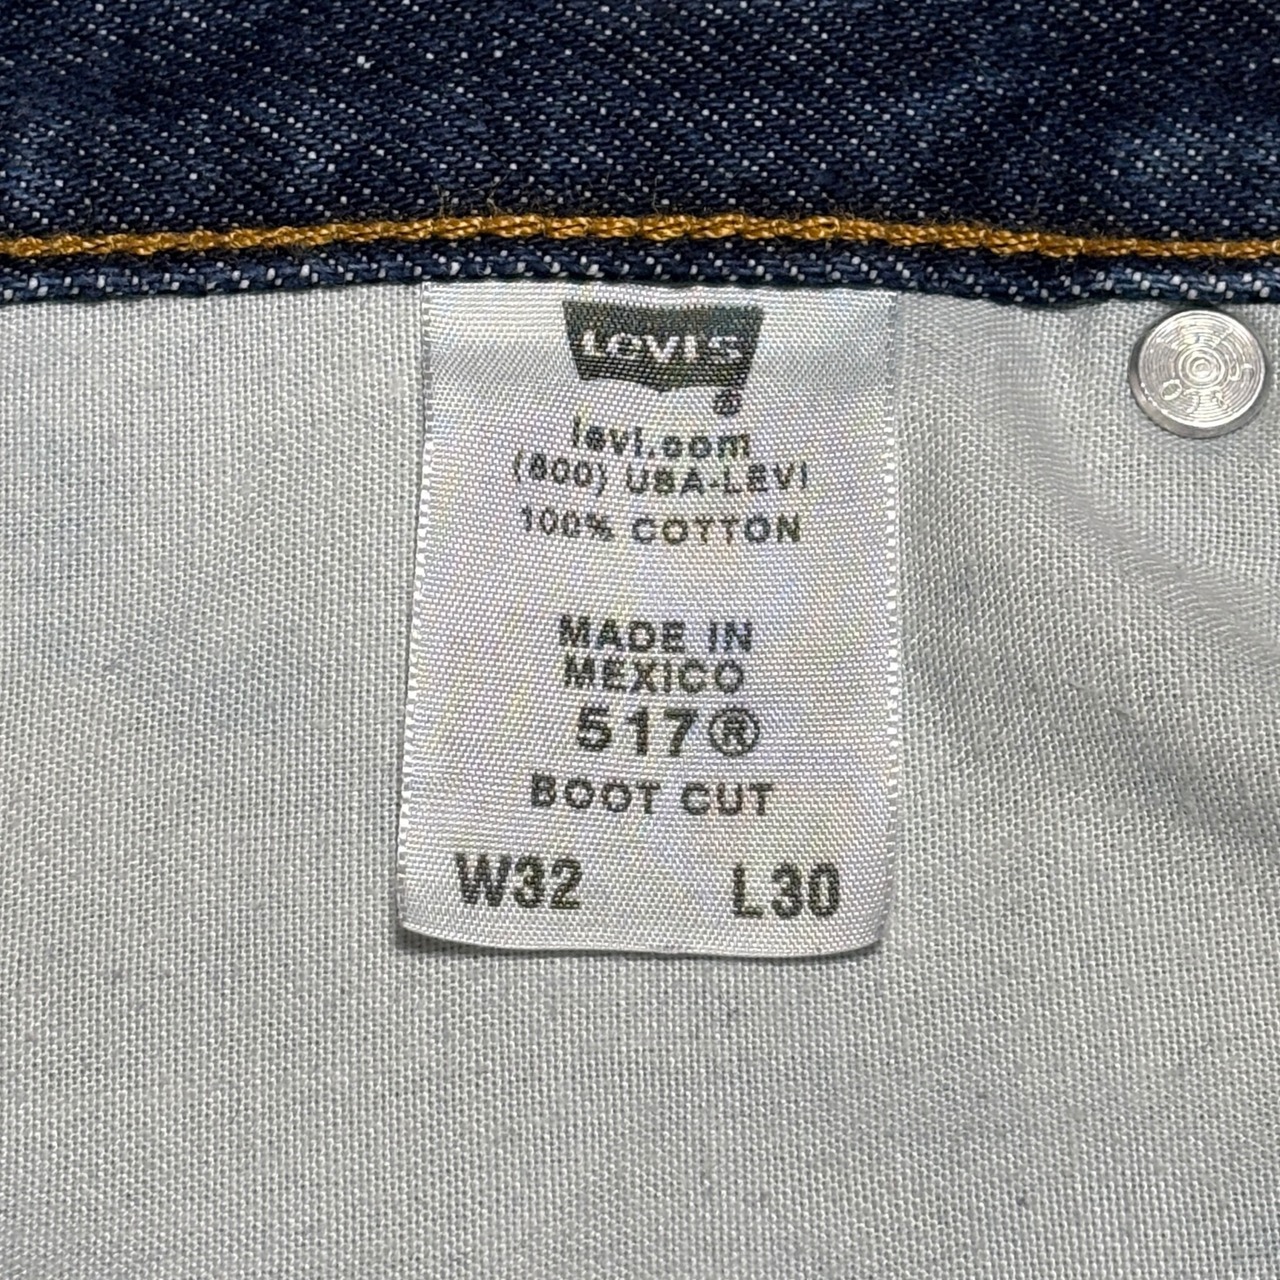 Levi's
®
levi.com
(800) USA-LEVI
100% COTTON
MADE IN
MEXICO
517®
BOOT CUT
W32 L30